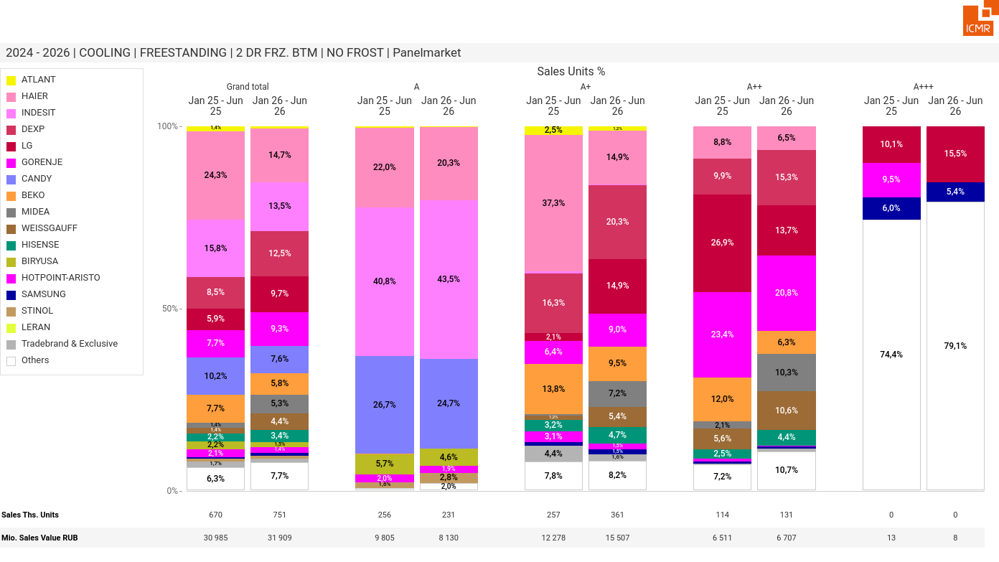 ICMR
2024 - 2026 | COOLING | FREESTANDING | 2 DR FRZ. BTM | NO FROST | Panelmarket
ATLANT
HAIER
INDESIT
DEXP
LG
GORENJE
CANDY
BEKO
MIDEA
WEISSGAUFF
HISENSE
BIRYUSA
HOTPOINT-ARISTO
SAMSUNG
STINOL
LERAN
Tradebrand & Exclusive
Others
Sales Units %
Grand total
A
A+
A++
A+++
Jan 25 - Jun 25
Jan 26 - Jun 26
Jan 25 - Jun 25
Jan 26 - Jun 26
Jan 25 - Jun 25
Jan 26 - Jun 26
Jan 25 - Jun 25
Jan 26 - Jun 26
Jan 25 - Jun 25
Jan 26 - Jun 26
100%
50%
0%
1,4%
24,3%
15,8%
8,5%
5,9%
7,7%
10,2%
7,7%
1,4%
1,4%
2,2%
2,2%
2,1%
1,7%
6,3%
14,7%
13,5%
12,5%
9,7%
9,3%
7,6%
5,8%
5,3%
4,4%
3,4%
1,5%
1,4%
7,7%
22,0%
40,8%
26,7%
5,7%
2,0%
1,6%
20,3%
43,5%
24,7%
4,6%
1,9%
2,8%
2,0%
2,5%
37,3%
16,3%
2,1%
6,4%
13,8%
1,2%
3,2%
3,1%
4,4%
7,8%
1,2%
14,9%
20,3%
14,9%
9,0%
9,5%
7,2%
5,4%
4,7%
1,5%
1,5%
1,6%
8,2%
8,8%
9,9%
26,9%
23,4%
12,0%
2,1%
5,6%
2,5%
7,2%
6,5%
15,3%
13,7%
20,8%
6,3%
10,3%
10,6%
4,4%
10,7%
10,1%
9,5%
6,0%
74,4%
15,5%
5,4%
79,1%
Sales Ths. Units 670 751 256 231 257 361 114 131 0 0
Mio. Sales Value RUB 30 985 31 909 9 805 8 130 12 278 15 507 6 511 6 707 13 8